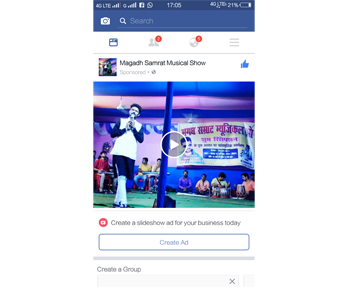 4G LTE G 17:05 4G LTE 21%
Search
2
Magadh Samrat Musical Show
Sponsored
मगध सम्राट म्यूजिकल
Create a slideshow ad for your business today
Create Ad
Create a Group